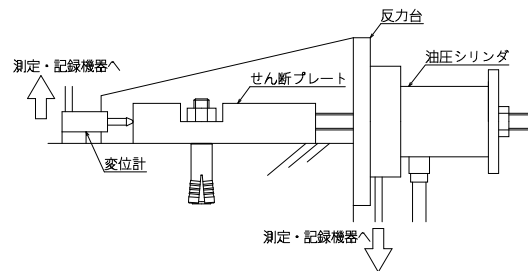 反力台
油圧シリンダ
測定・記録機器へ
せん断プレート
変位計
測定・記録機器へ